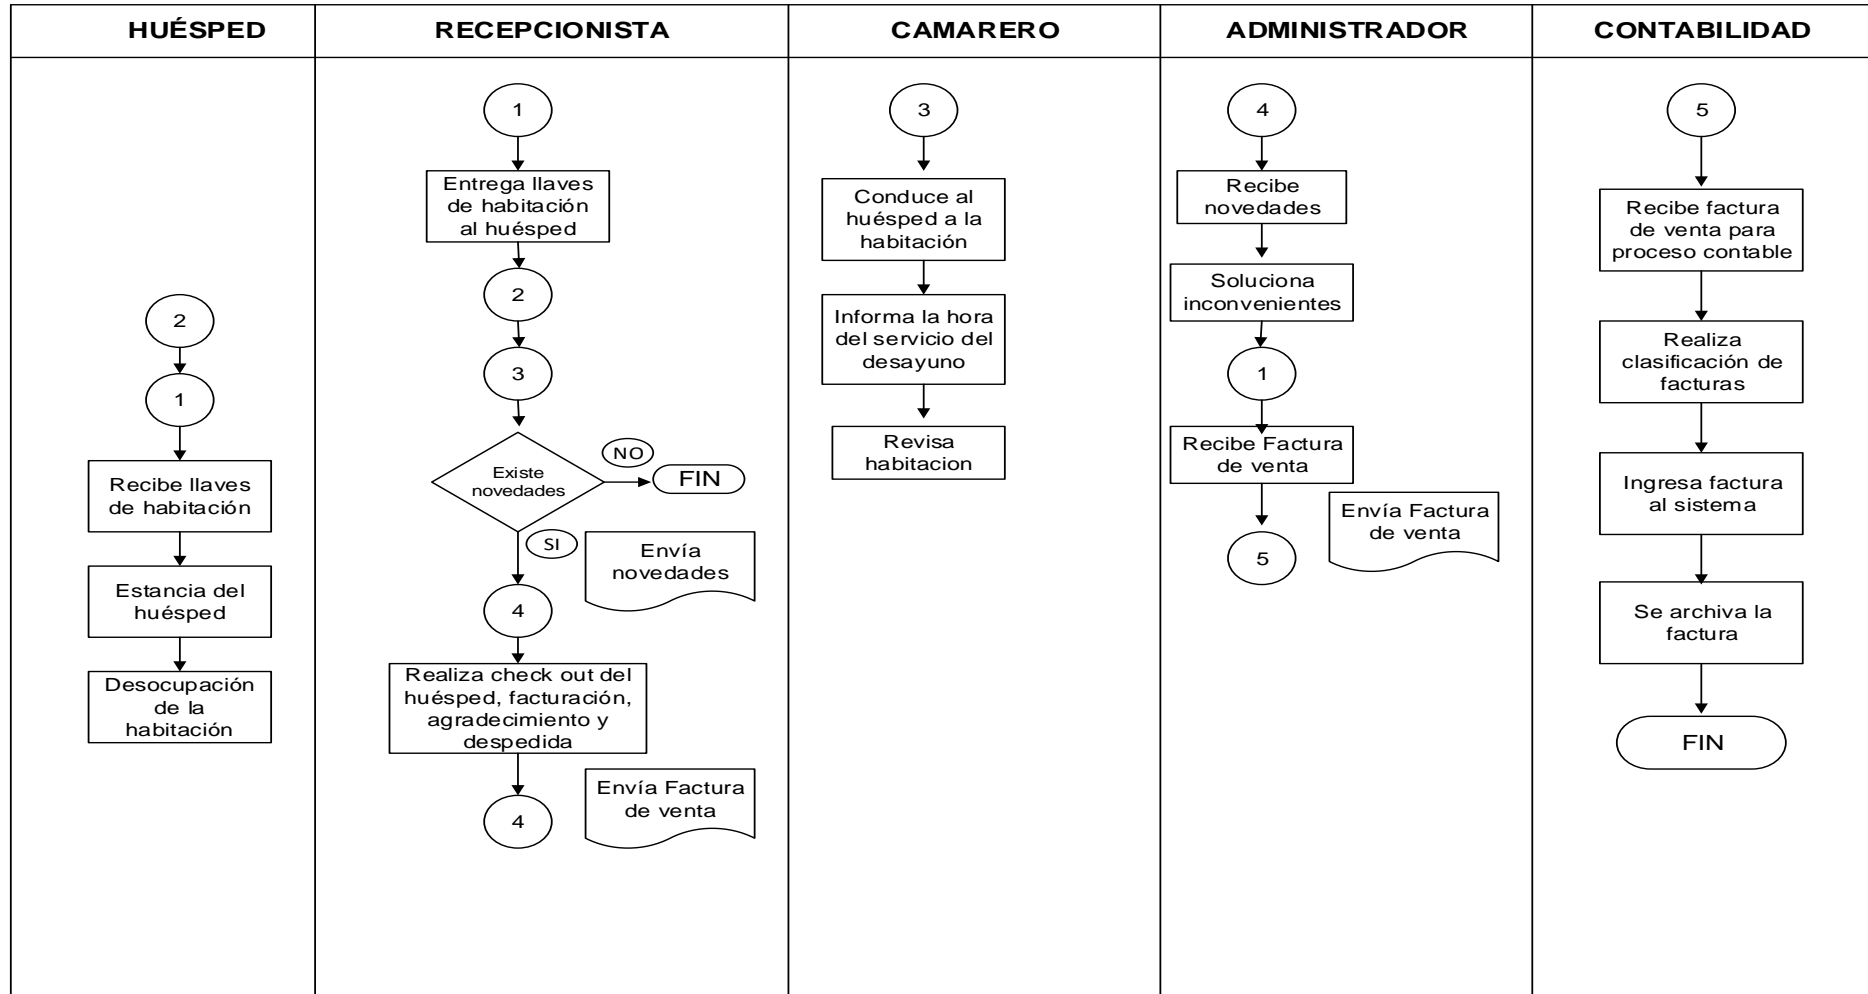 HUÉSPED
RECEPCIONISTA
CAMARERO
ADMINISTRADOR
CONTABILIDAD
2
1
Recibe llaves
de habitación
Estancia del
huésped
Desocupación
de la
habitación
1
Entrega llaves
de habitación
al huésped
2
3
Existe
novedades
NO
FIN
SI
Envía
novedades
4
Realiza check out del
huésped, facturación,
agradecimiento y
despedida
Envía Factura
de venta
4
3
Conduce al
huésped a la
habitación
Informa la hora
del servicio del
desayuno
Revisa
habitacion
4
Recibe
novedades
Soluciona
inconvenientes
1
Recibe Factura
de venta
Envía Factura
de venta
5
5
Recibe factura
de venta para
proceso contable
Realiza
clasificación de
facturas
Ingresa factura
al sistema
Se archiva la
factura
FIN